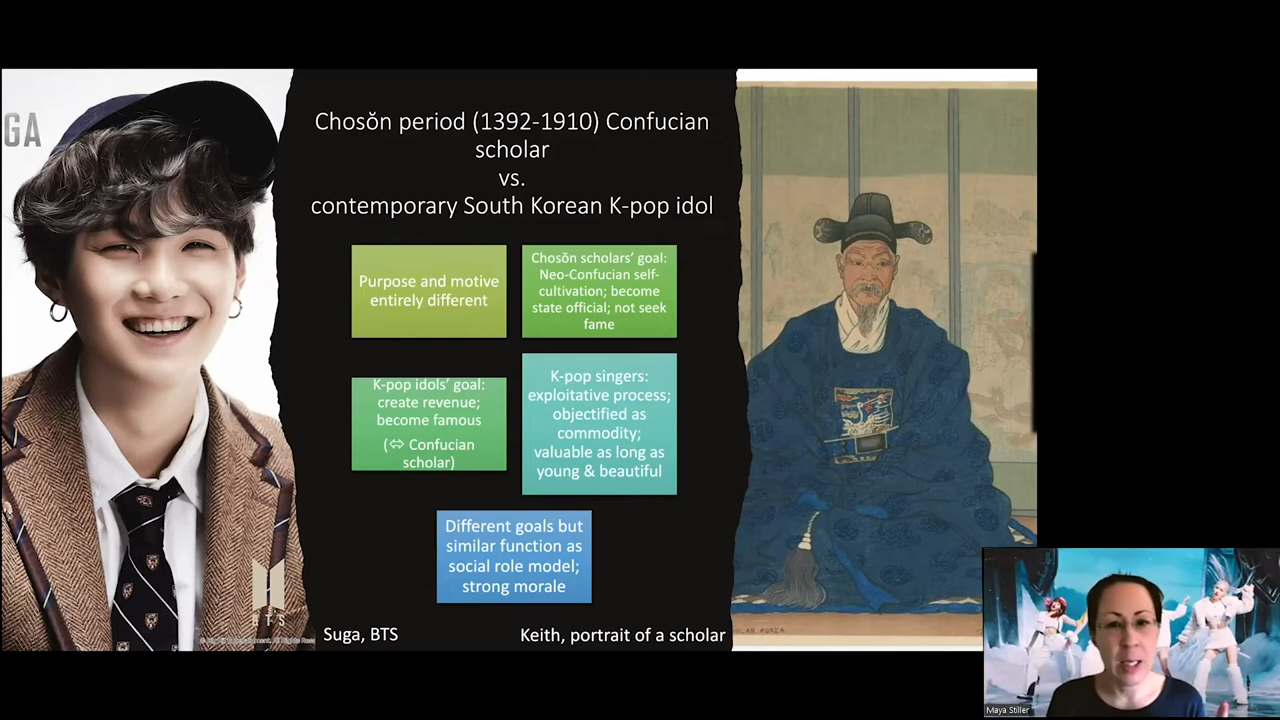 GA
Chosŏn period (1392-1910) Confucian
scholar
vs.
contemporary South Korean K-pop idol
Purpose and motive
entirely different
Chosŏn scholars’ goal:
Neo-Confucian self-
cultivation; become
state official; not seek
fame
K-pop idols’ goal:
create revenue;
become famous
(⇔ Confucian
scholar)
K-pop singers:
exploitative process;
objectified as
commodity;
valuable as long as
young & beautiful
Different goals but
similar function as
social role model;
strong morale
BTS
Suga, BTS
Keith, portrait of a scholar
KOREA
Maya Stiller